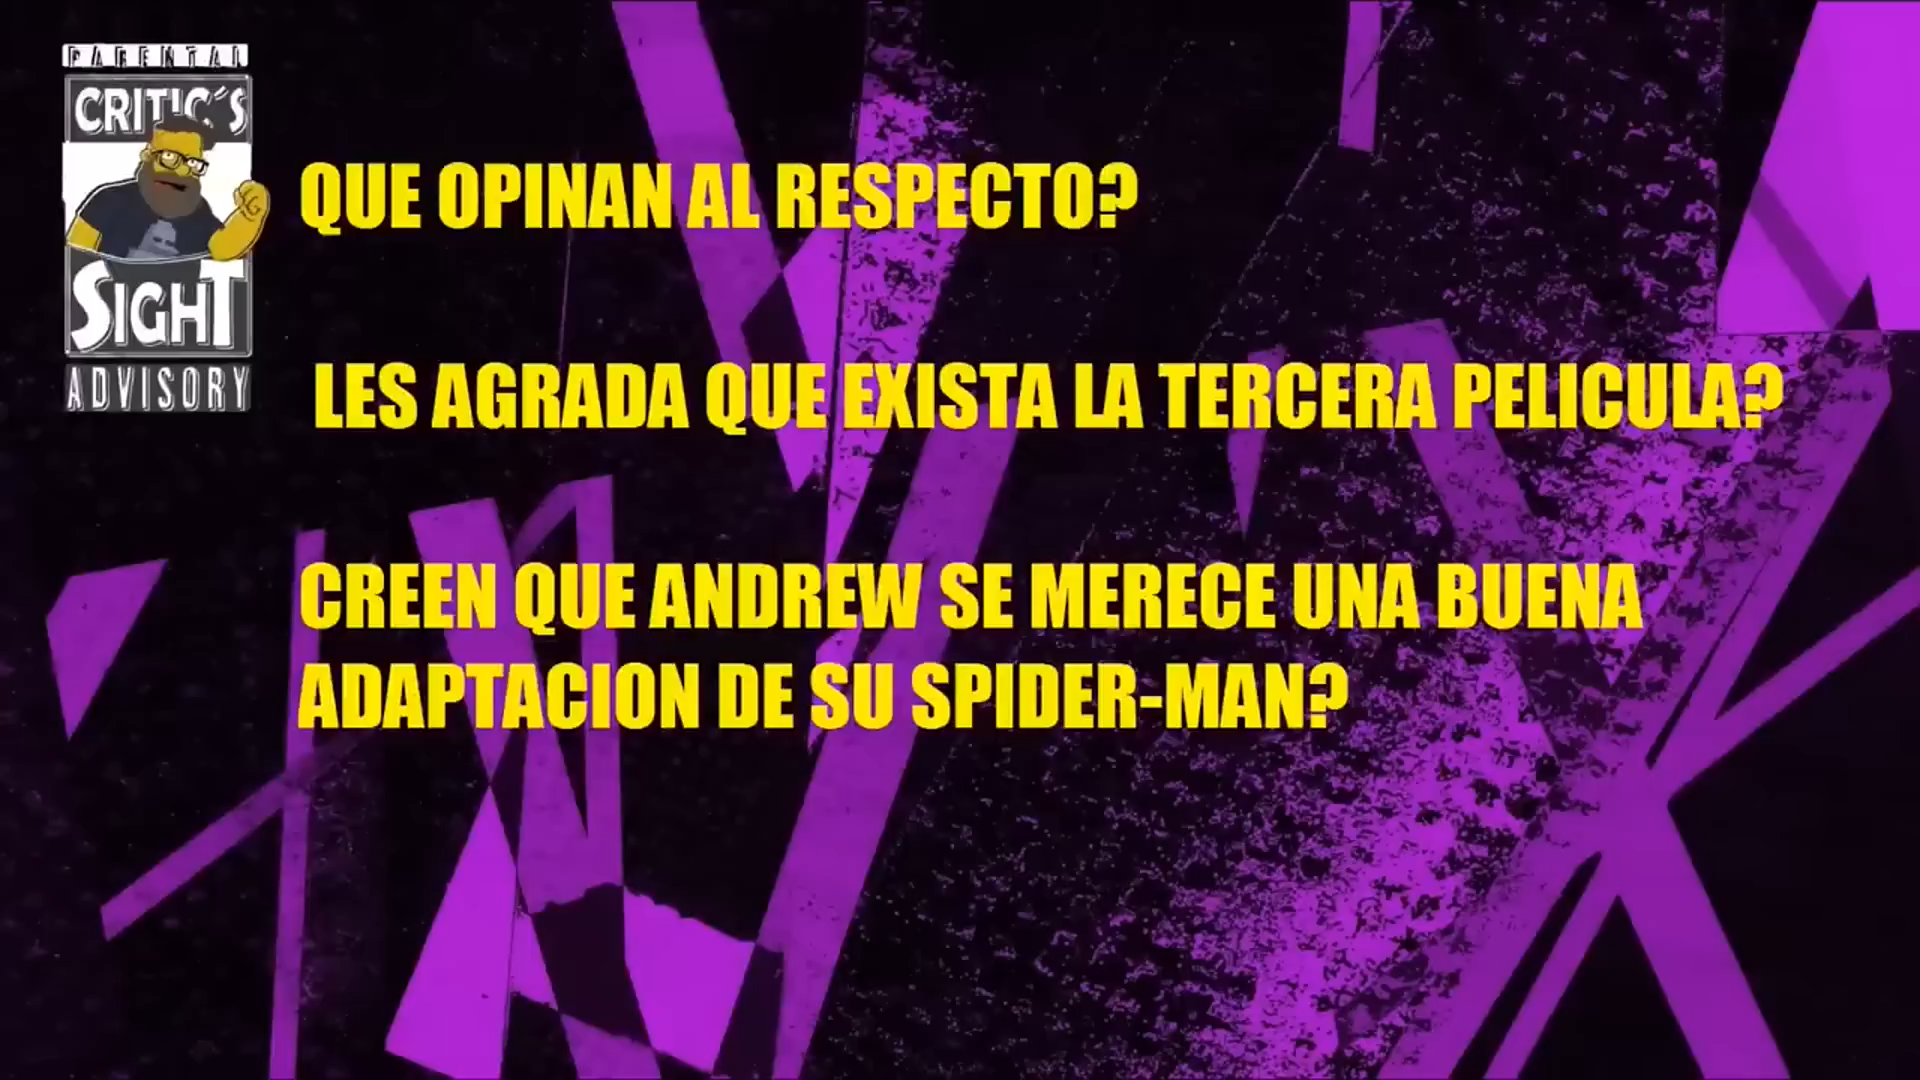 PARENTAL
CRITIC´S
SIGHT
ADVISORY
QUE OPINAN AL RESPECTO?
LES AGRADA QUE EXISTA LA TERCERA PELICULA?
CREEN QUE ANDREW SE MERECE UNA BUENA
ADAPTACION DE SU SPIDER-MAN?